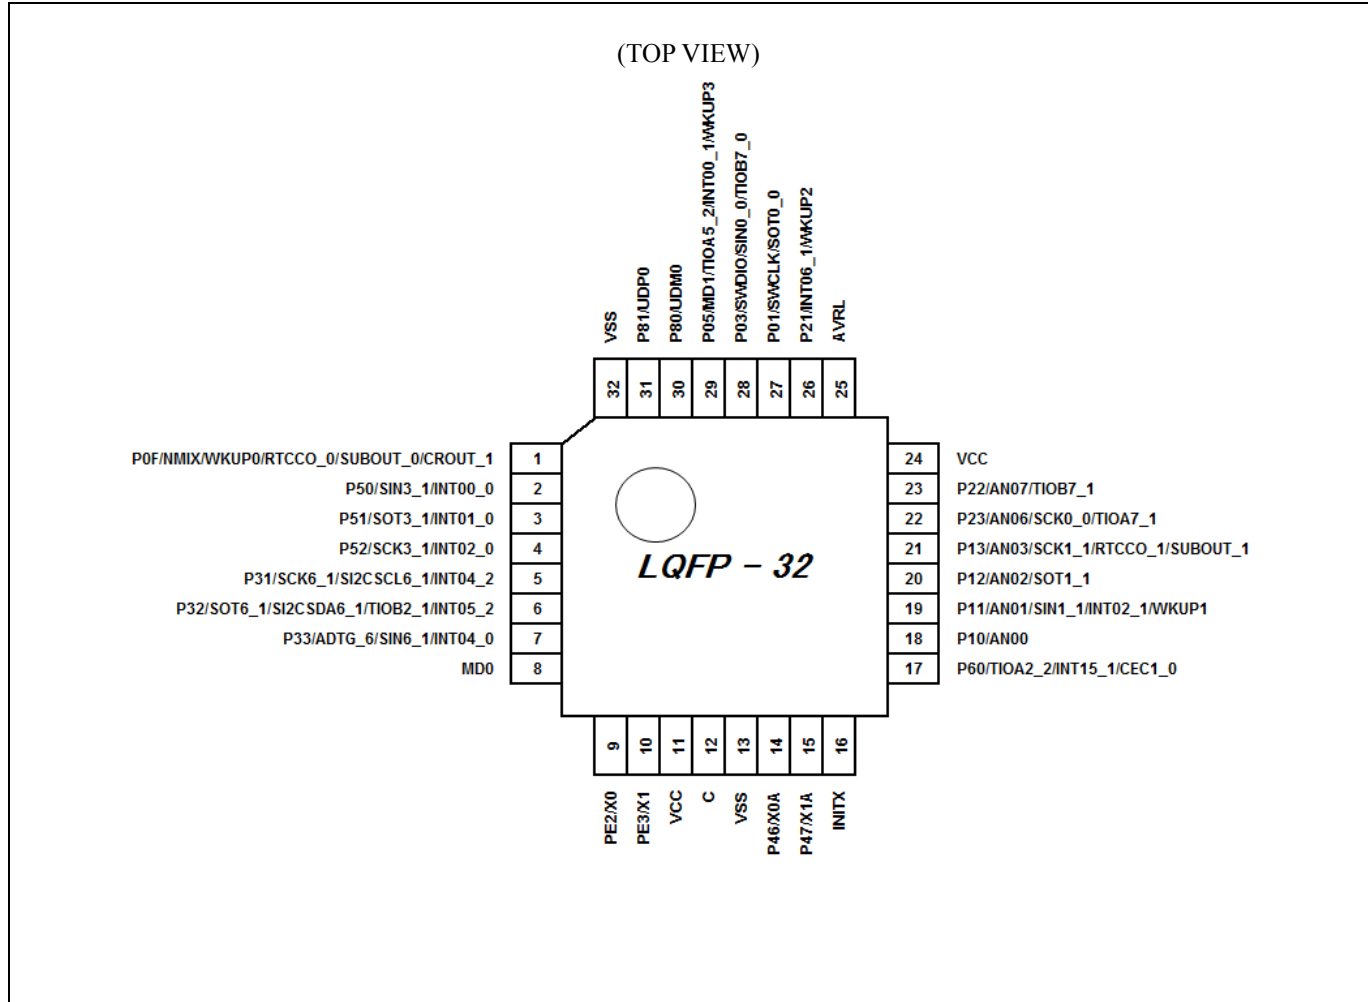 (TOP VIEW)
VSS
P81/UDP0
P80/UDM0
P05/MD1/TIOA5_2/INT00_1/WKUP3
P03/SWDIO/SIN0_0/TIOB7_0
P01/SWCLK/SOT0_0
P21/INT06_1/WKUP2
AVRL
32
31
30
29
28
27
26
25
P0F/NMIX/WKUP0/RTCCO_0/SUBOUT_0/CROUT_1 1
P50/SIN3_1/INT00_0 2
P51/SOT3_1/INT01_0 3
P52/SCK3_1/INT02_0 4
P31/SCK6_1/SI2CSCL6_1/INT04_2 5
P32/SOT6_1/SI2CSDA6_1/TIOB2_1/INT05_2 6
P33/ADTG_6/SIN6_1/INT04_0 7
MD0 8
LQFP - 32
24 VCC
23 P22/AN07/TIOB7_1
22 P23/AN06/SCK0_0/TIOA7_1
21 P13/AN03/SCK1_1/RTCCO_1/SUBOUT_1
20 P12/AN02/SOT1_1
19 P11/AN01/SIN1_1/INT02_1/WKUP1
18 P10/AN00
17 P60/TIOA2_2/INT15_1/CEC1_0
9
10
11
12
13
14
15
16
PE2/X0
PE3/X1
VCC
C
VSS
P46/X0A
P47/X1A
INITX